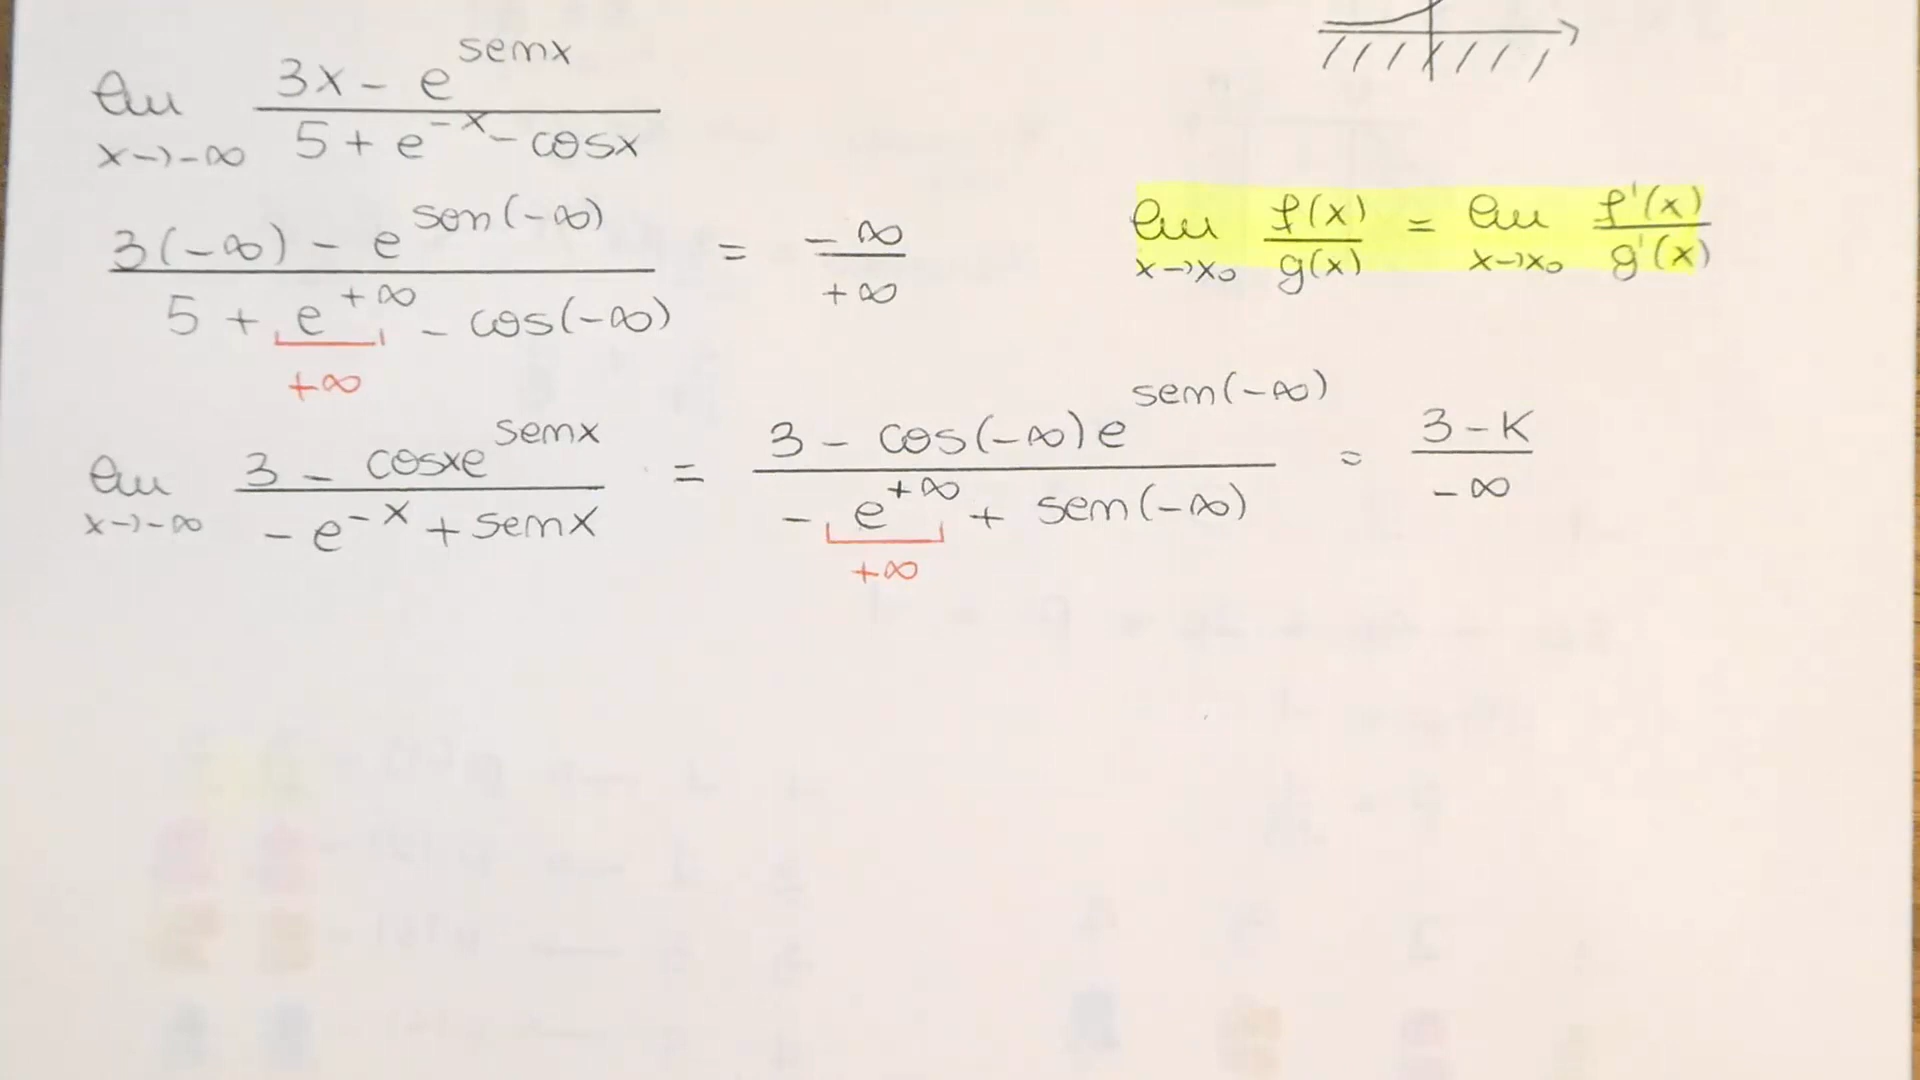 lim x→-∞ (3x - e^(senx)) / (5 + e^(-x) - cosx)
(3(-∞) - e^(sen(-∞))) / (5 + e^(+∞) - cos(-∞)) = -∞ / +∞
+∞
lim x→x₀ f(x)/g(x) = lim x→x₀ f'(x)/g'(x)
lim x→-∞ (3 - cosxe^(senx)) / (-e^(-x) + senx) = (3 - cos(-∞)e^(sen(-∞))) / (-e^(+∞) + sen(-∞)) = (3-K) / -∞
+∞